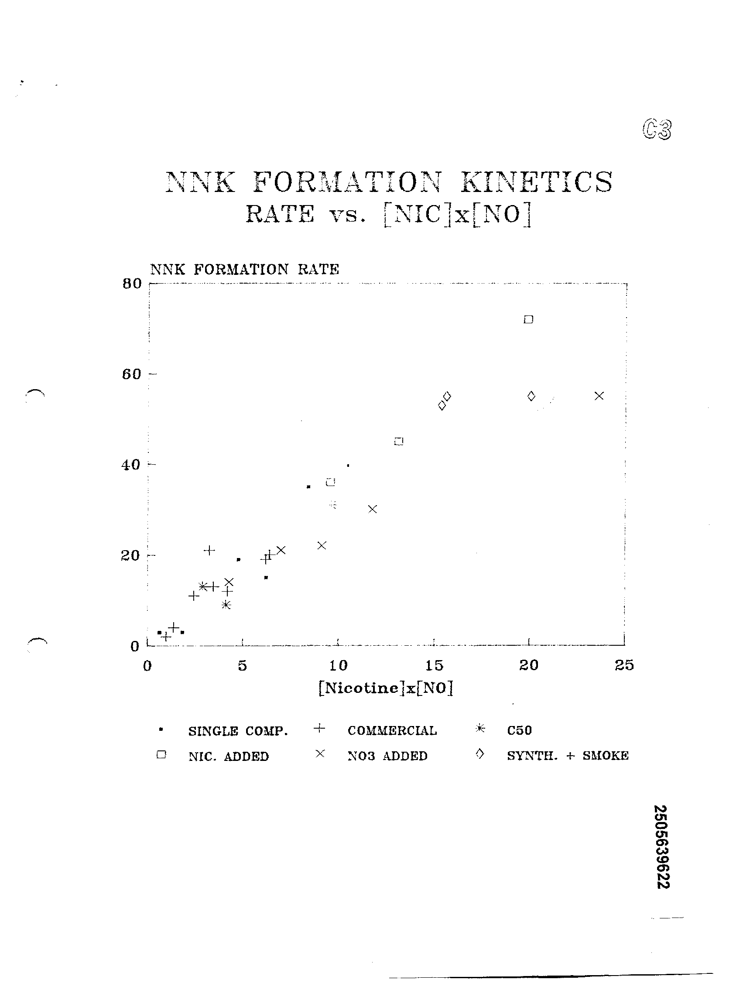 C3
NNK FORMATION KINETICS
RATE vs. [NIC]x[NO]
NNK FORMATION RATE
80
60
40
20
0
0 5 10 15 20 25
[Nicotine]x[NO]
SINGLE COMP. + COMMERCIAL * C50
□ NIC. ADDED × NO3 ADDED ◇ SYNTH. + SMOKE
2505639622